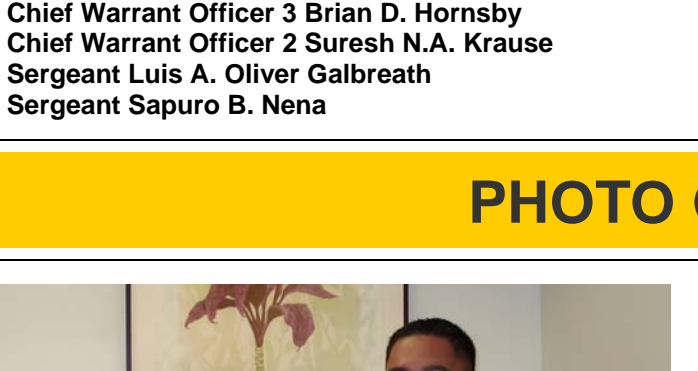 Chief Warrant Officer 3 Brian D. Hornsby
Chief Warrant Officer 2 Suresh N.A. Krause
Sergeant Luis A. Oliver Galbreath
Sergeant Sapuro B. Nena
PHOTO